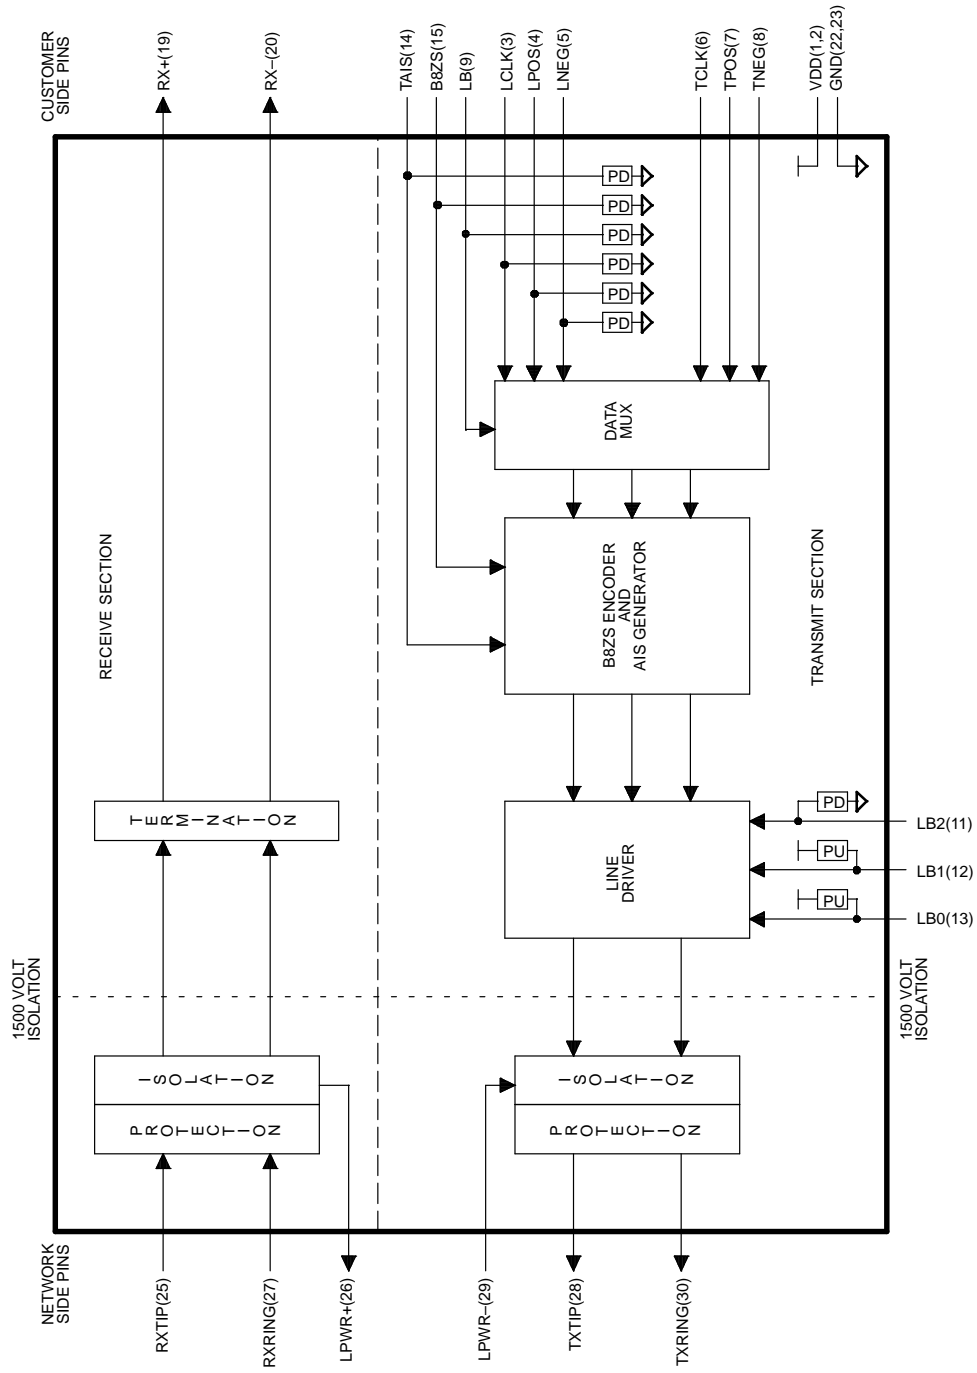 NETWORK
SIDE PINS
1500 VOLT
ISOLATION
CUSTOMER
SIDE PINS
RXTIP(25)
RXRING(27)
LPWR+(26)
PROTECTION
ISOLATION
TERMINATION
RECEIVE SECTION
RX+(19)
RX–(20)
LPWR–(29)
TXTIP(28)
TXRING(30)
PROTECTION
ISOLATION
LINE
DRIVER
B8ZS ENCODER
AND
AIS GENERATOR
DATA
MUX
PD
PD
PD
PD
PD
PD
TAIS(14)
B8ZS(15)
LB(9)
LCLK(3)
LPOS(4)
LNEG(5)
TCLK(6)
TPOS(7)
TNEG(8)
VDD(1,2)
GND(22,23)
TRANSMIT SECTION
PU
PU
PD
1500 VOLT
ISOLATION
LB0(13)
LB1(12)
LB2(11)